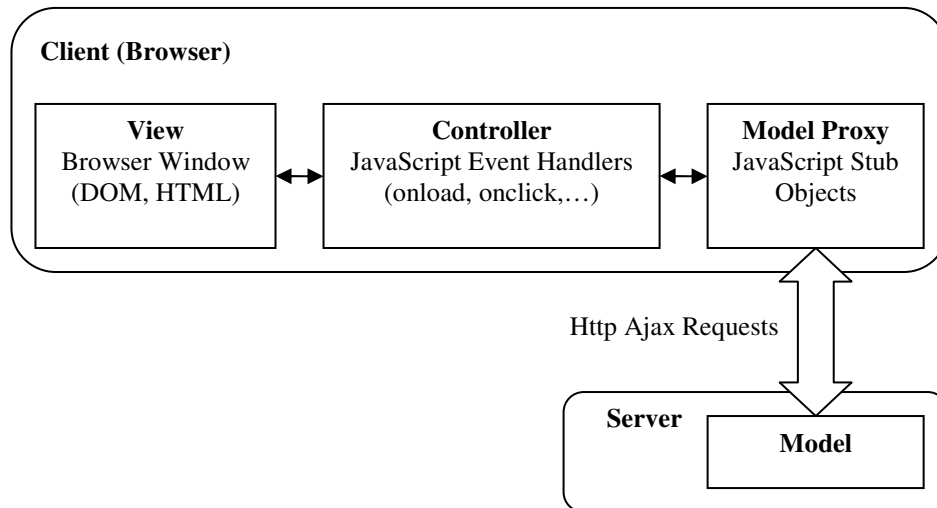 Client (Browser)
View
Browser Window
(DOM, HTML)
Controller
JavaScript Event Handlers
(onload, onclick,…)
Model Proxy
JavaScript Stub
Objects
Http Ajax Requests
Server
Model